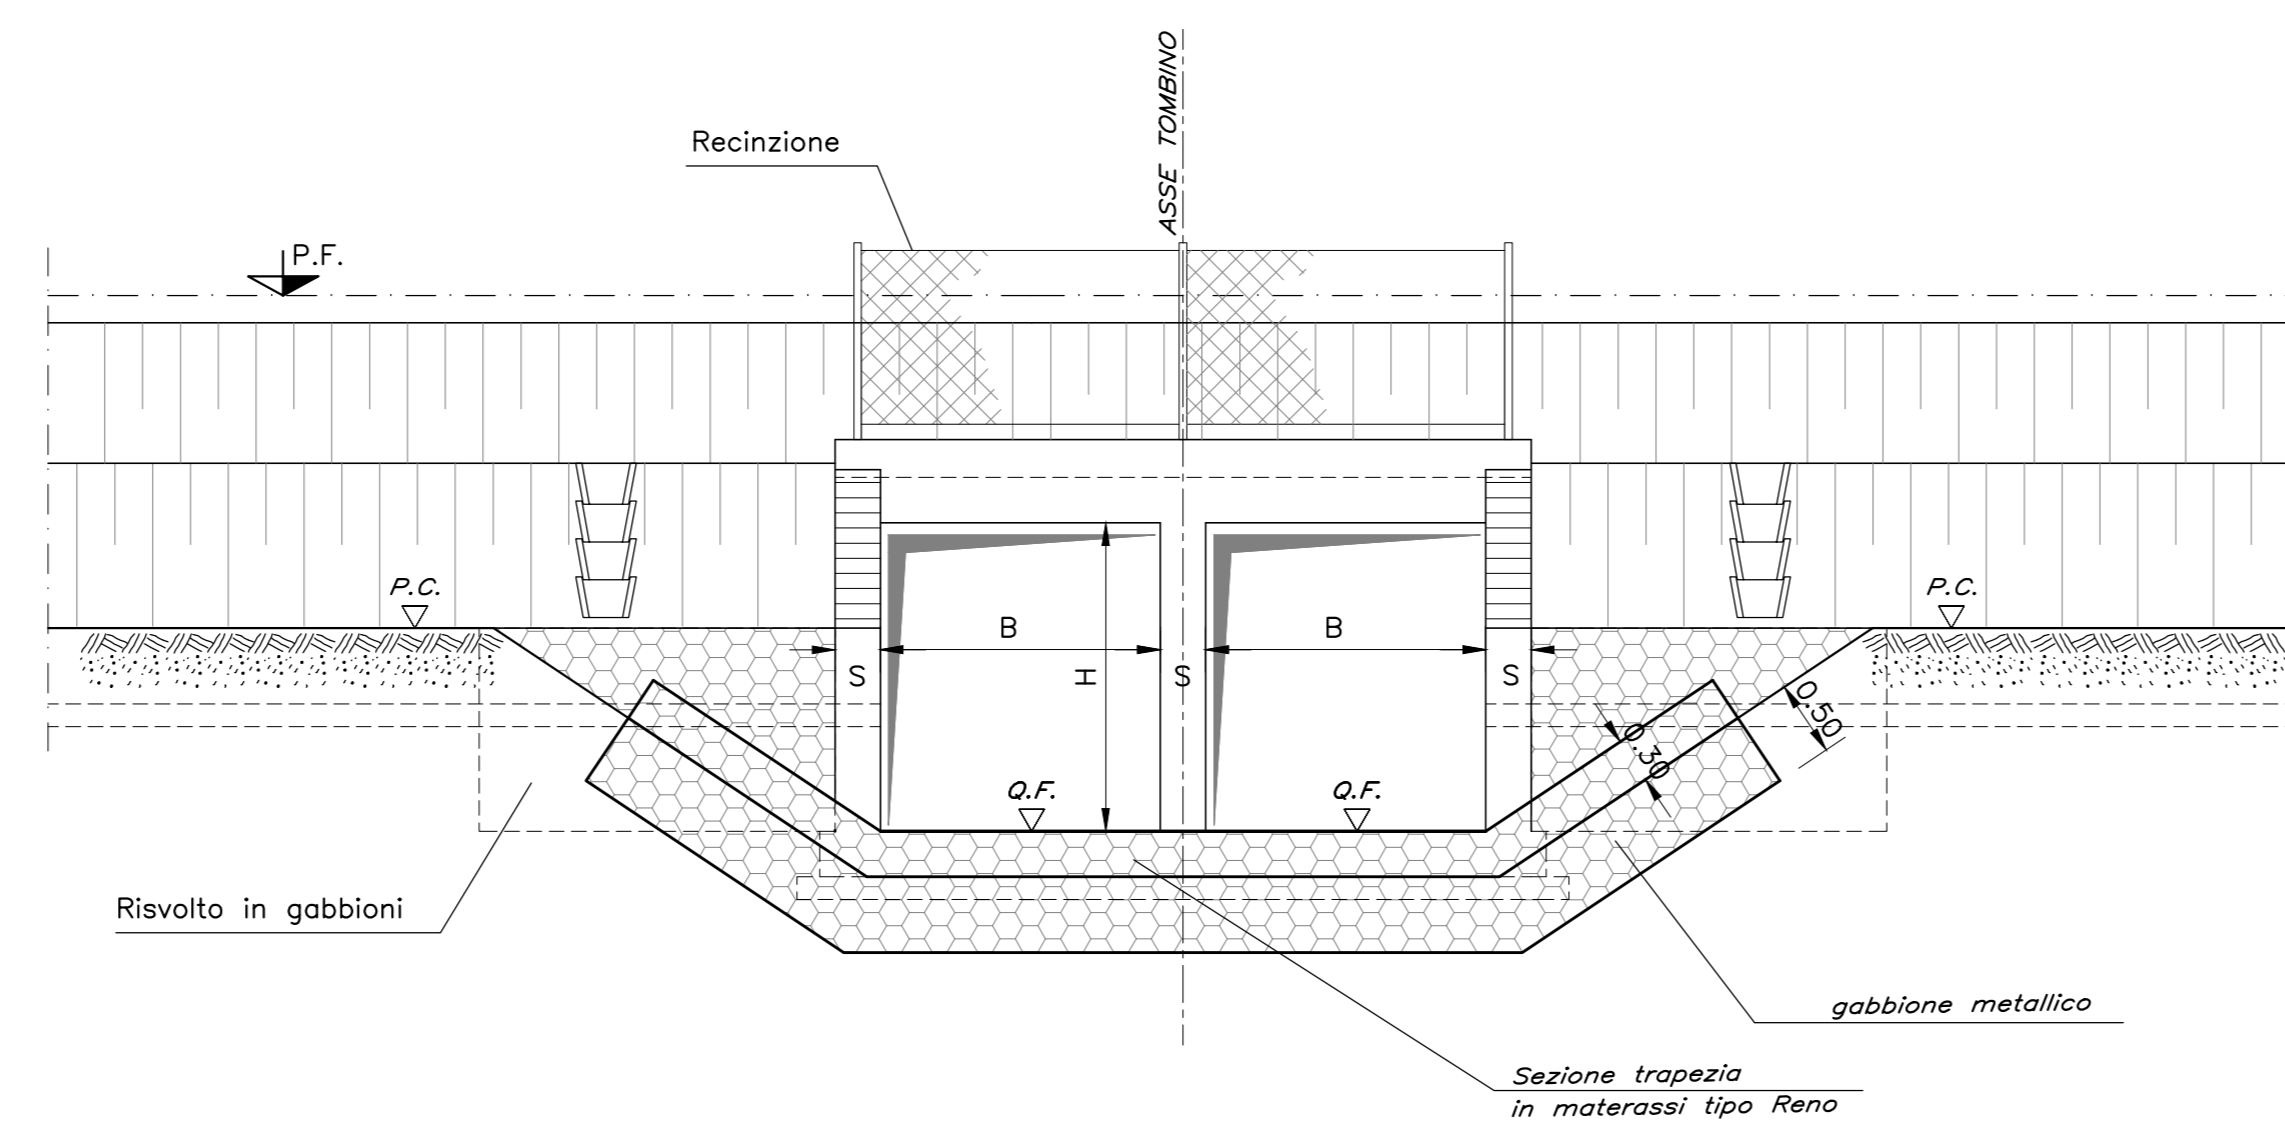 ASSE TOMBINO
Recinzione
P.F.
P.C.
P.C.
B
B
S
H
S
S
0.50
0.30
Q.F.
Q.F.
Risvolto in gabbioni
gabbione metallico
Sezione trapezia
in materassi tipo Reno